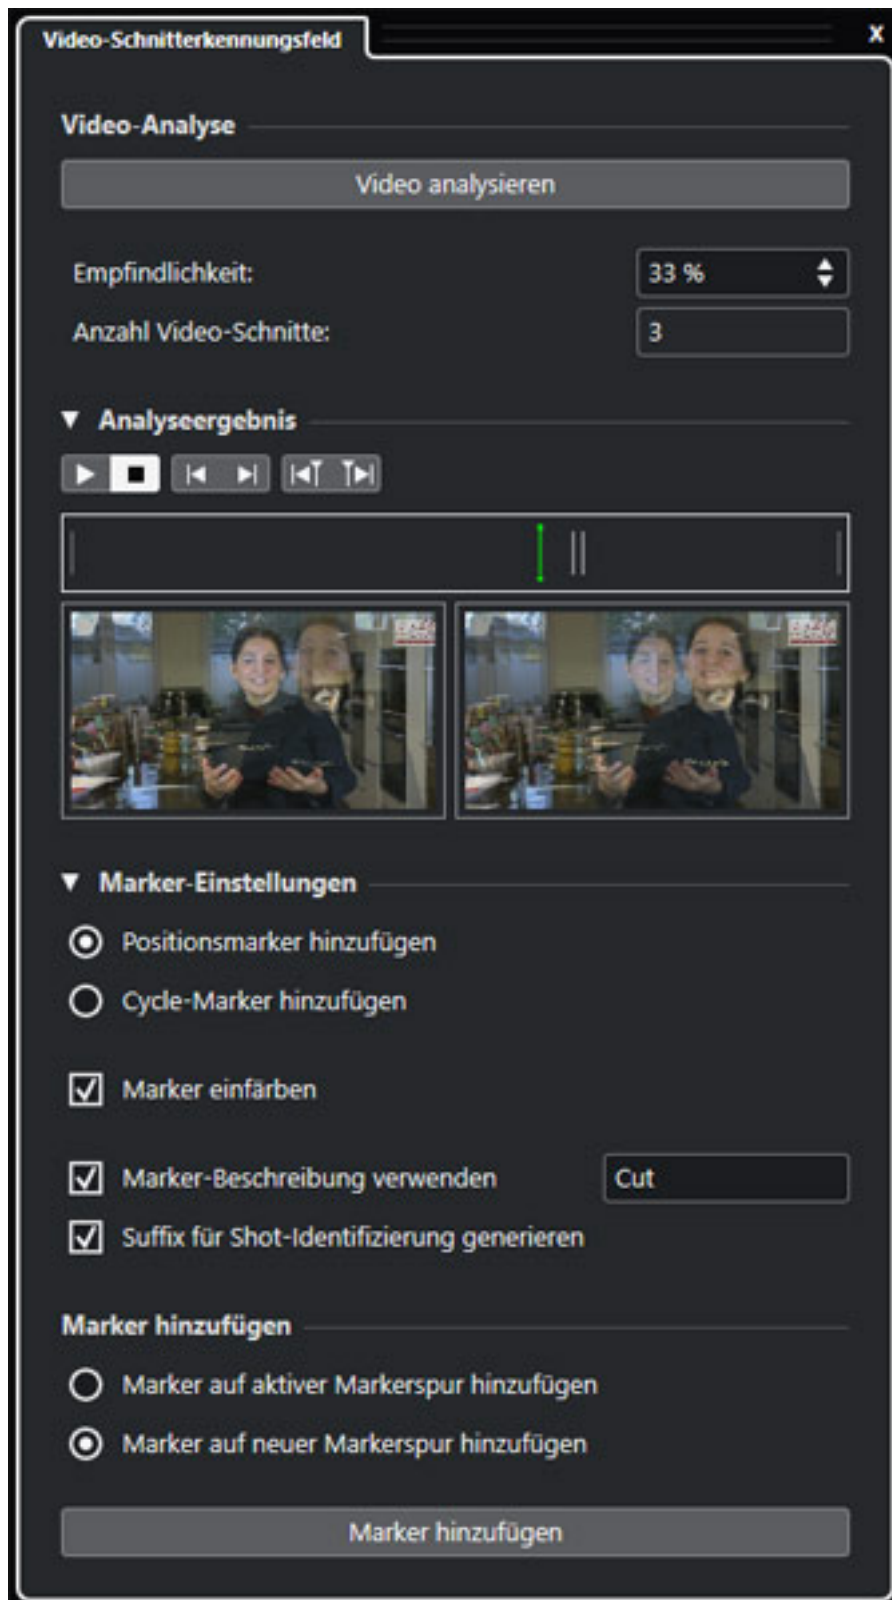 Video-Schnitterkennungsfeld
X
Video-Analyse
Video analysieren
Empfindlichkeit:
33 %
Anzahl Video-Schnitte:
3
Analyseergebnis
Marker-Einstellungen
Positionsmarker hinzufügen
Cycle-Marker hinzufügen
Marker einfärben
Marker-Beschreibung verwenden
Cut
Suffix für Shot-Identifizierung generieren
Marker hinzufügen
Marker auf aktiver Markerspur hinzufügen
Marker auf neuer Markerspur hinzufügen
Marker hinzufügen